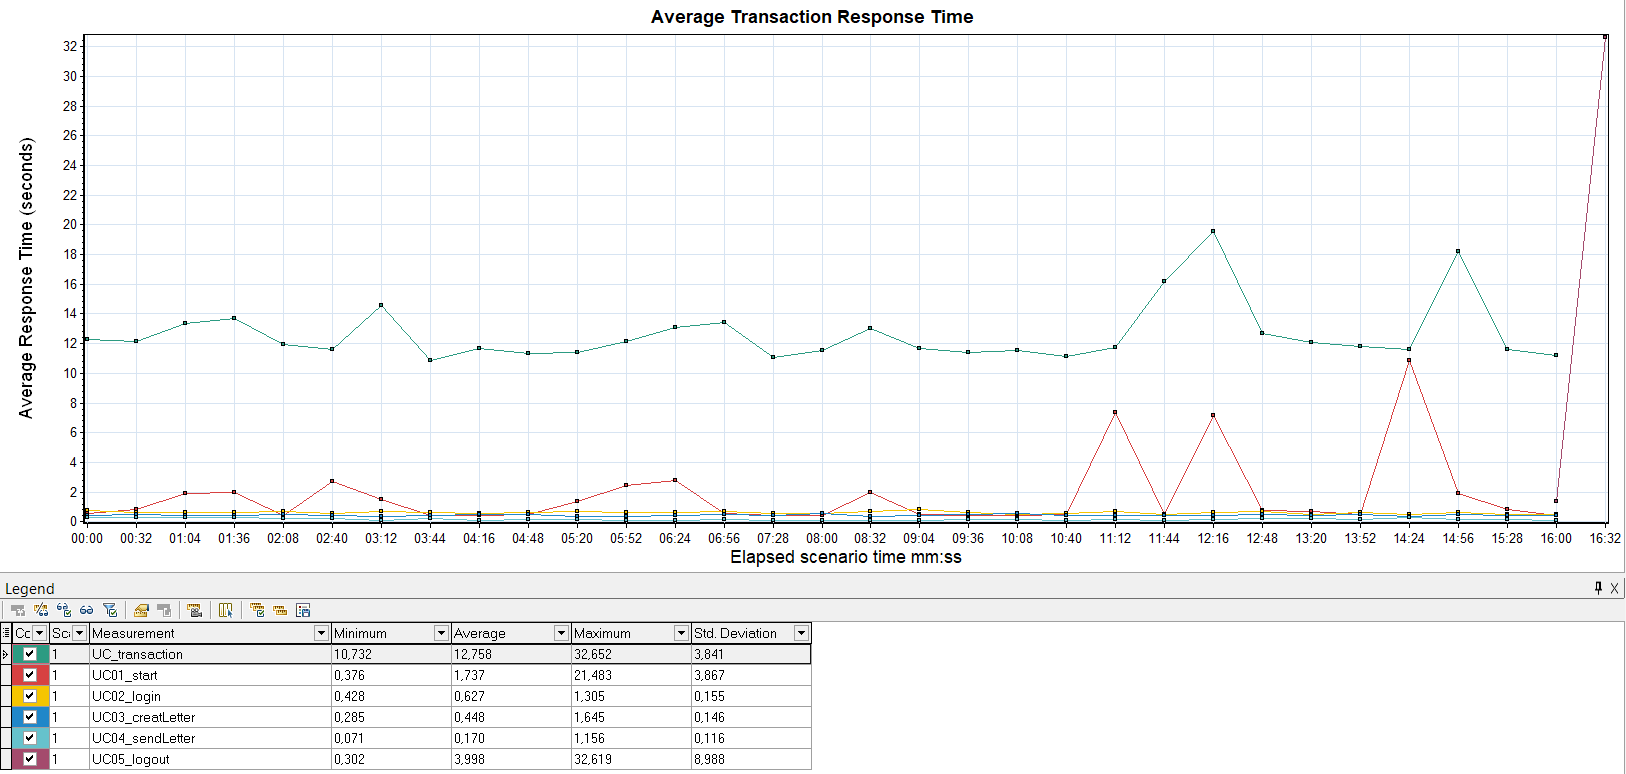 Average Transaction Response Time
Average Response Time (seconds)
32
30
28
26
24
22
20
18
16
14
12
10
8
6
4
2
0
00:00 00:32 01:04 01:36 02:08 02:40 03:12 03:44 04:16 04:48 05:20 05:52 06:24 06:56 07:28 08:00 08:32 09:04 09:36 10:08 10:40 11:12 11:44 12:16 12:48 13:20 13:52 14:24 14:56 15:28 16:00 16:32
Elapsed scenario time mm:ss
Legend
Cc Sc Measurement Minimum Average Maximum Std. Deviation
1 UC_transaction 10,732 12,758 32,652 3,841
1 UC01_start 0,376 1,737 21,483 3,867
1 UC02_login 0,428 0,627 1,305 0,155
1 UC03_creatLetter 0,285 0,448 1,645 0,146
1 UC04_sendLetter 0,071 0,170 1,156 0,116
1 UC05_logout 0,302 3,998 32,619 8,988